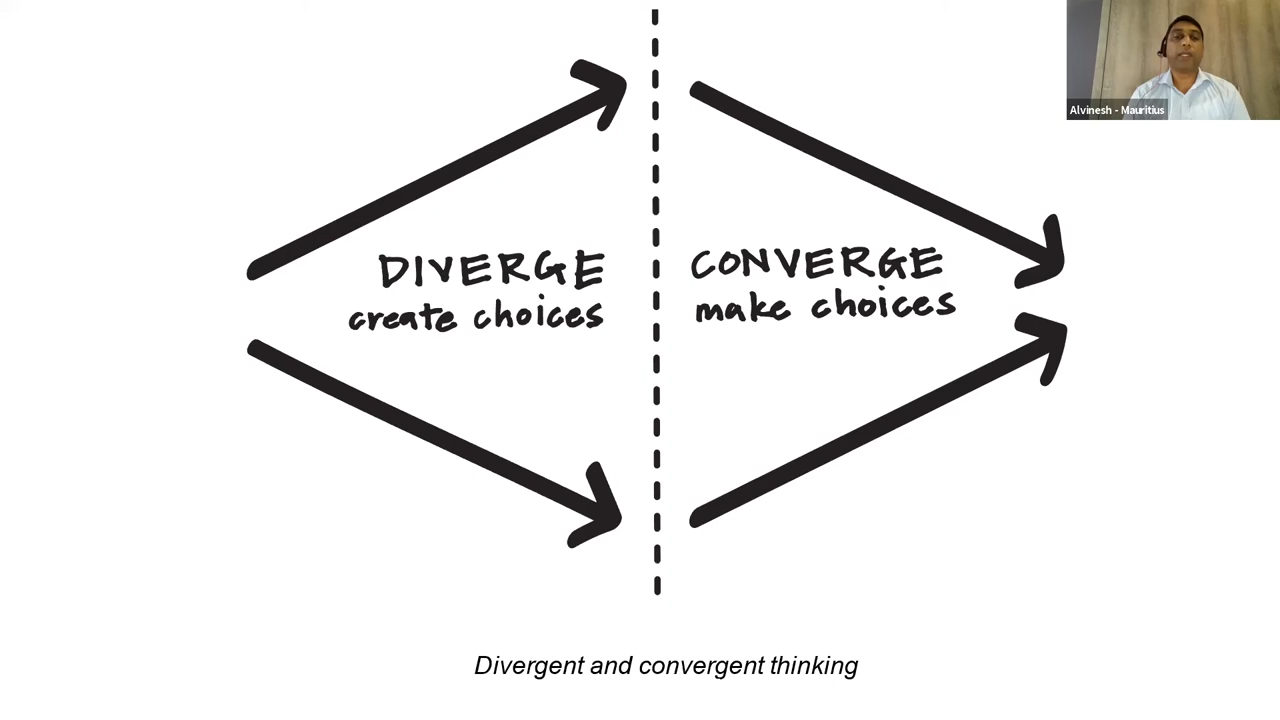 Alvinesh - Mauritius
DIVERGE
create choices
CONVERGE
make choices
Divergent and convergent thinking